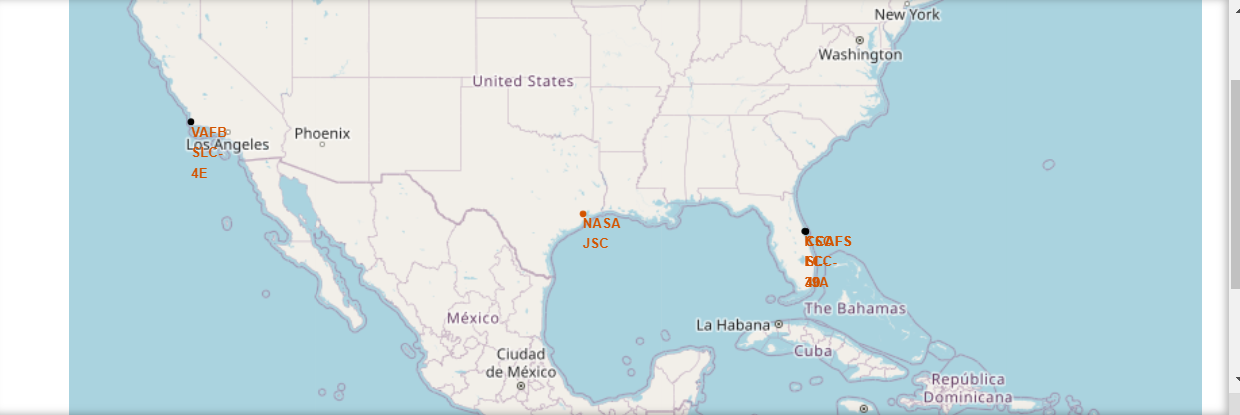 New York
Washington
United States
VAFB
SLC-
4E
Los Angeles
Phoenix
NASA
JSC
The Bahamas
La Habana
México
Cuba
Ciudad
de México
República
Dominicana